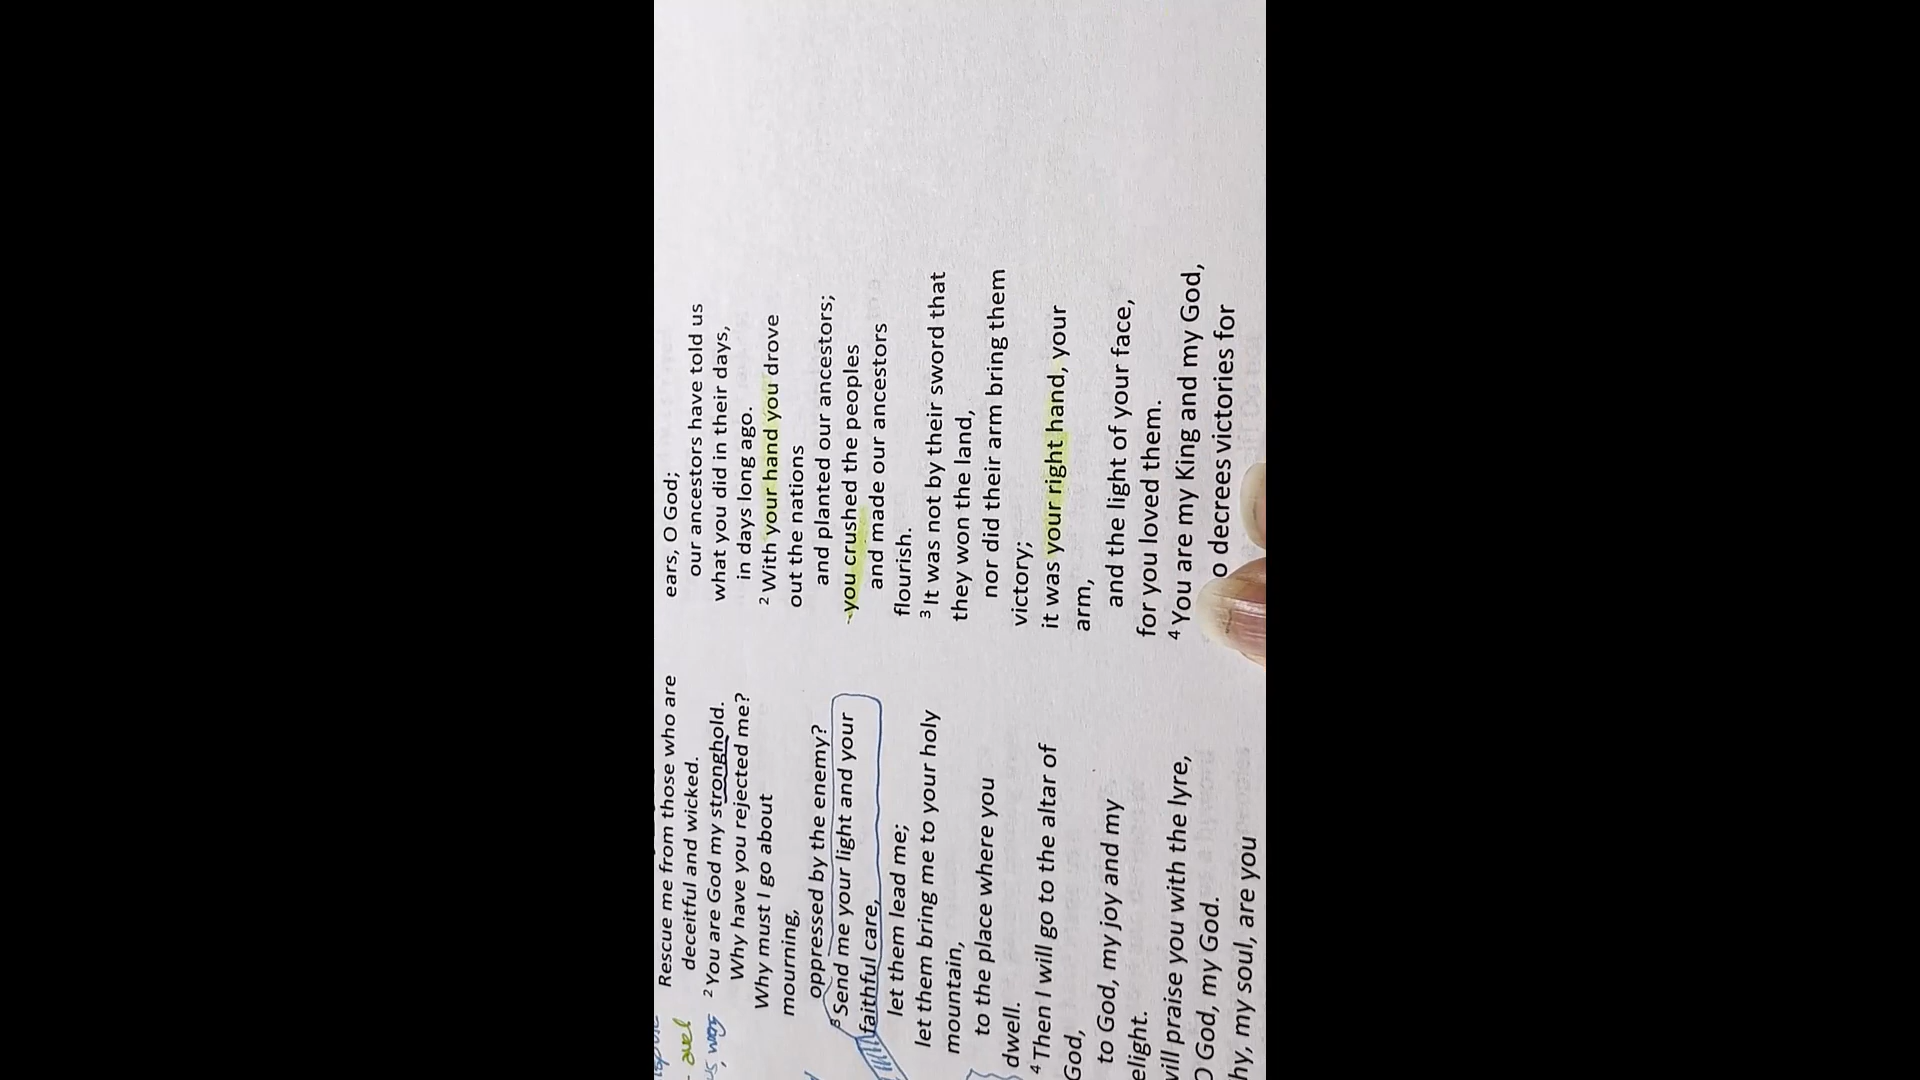 Rescue me from those who are
deceitful and wicked.
2 You are God my stronghold.
Why have you rejected me?
Why must I go about
mourning,
oppressed by the enemy?
3 Send me your light and your
faithful care,
let them lead me;
let them bring me to your holy
mountain,
to the place where you
dwell.
4 Then I will go to the altar of
God,
to God, my joy and my
elight.
vill praise you with the lyre,
O God, my God.
hy, my soul, are you
ears, O God;
our ancestors have told us
what you did in their days,
in days long ago.
2 With your hand you drove
out the nations
and planted our ancestors;
you crushed the peoples
and made our ancestors
flourish.
3 It was not by their sword that
they won the land,
nor did their arm bring them
victory;
it was your right hand, your
arm,
and the light of your face,
for you loved them.
4 You are my King and my God,
o decrees victories for